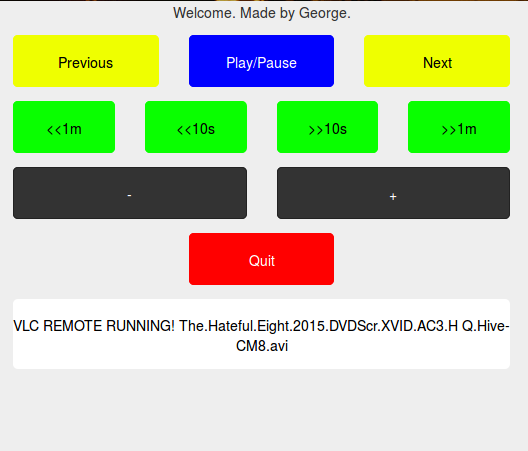 Welcome. Made by George.
Previous Play/Pause Next
<<1m <<10s >>10s >>1m
- +
Quit
VLC REMOTE RUNNING! The.Hateful.Eight.2015.DVDScr.XVID.AC3.H Q.Hive-
CM8.avi